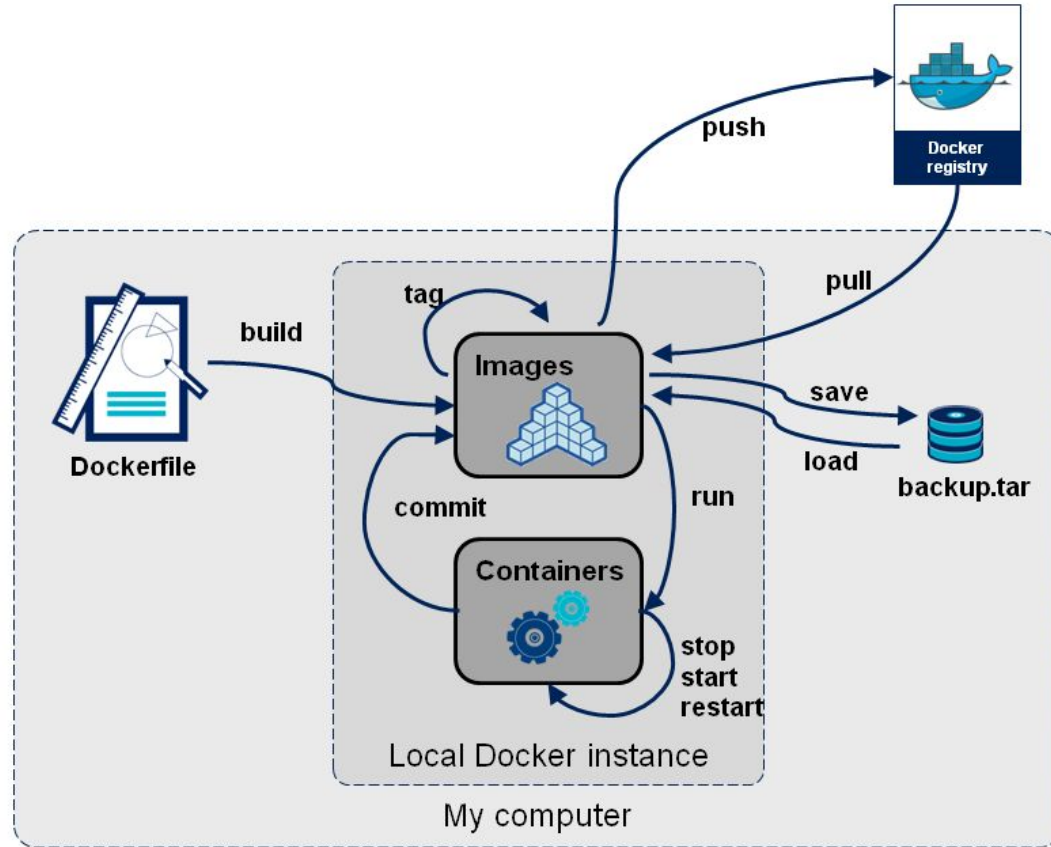 push
Docker
registry
pull
tag
build
Images
save
load
Dockerfile
backup.tar
commit
run
Containers
stop
start
restart
Local Docker instance
My computer